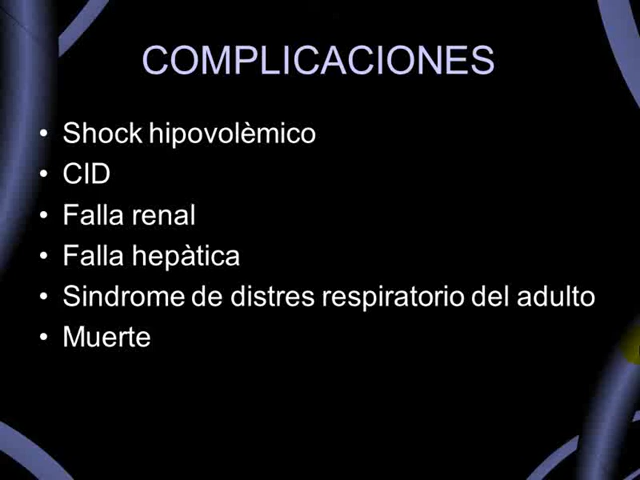 COMPLICACIONES
• Shock hipovolèmico
• CID
• Falla renal
• Falla hepàtica
• Sindrome de distres respiratorio del adulto
• Muerte